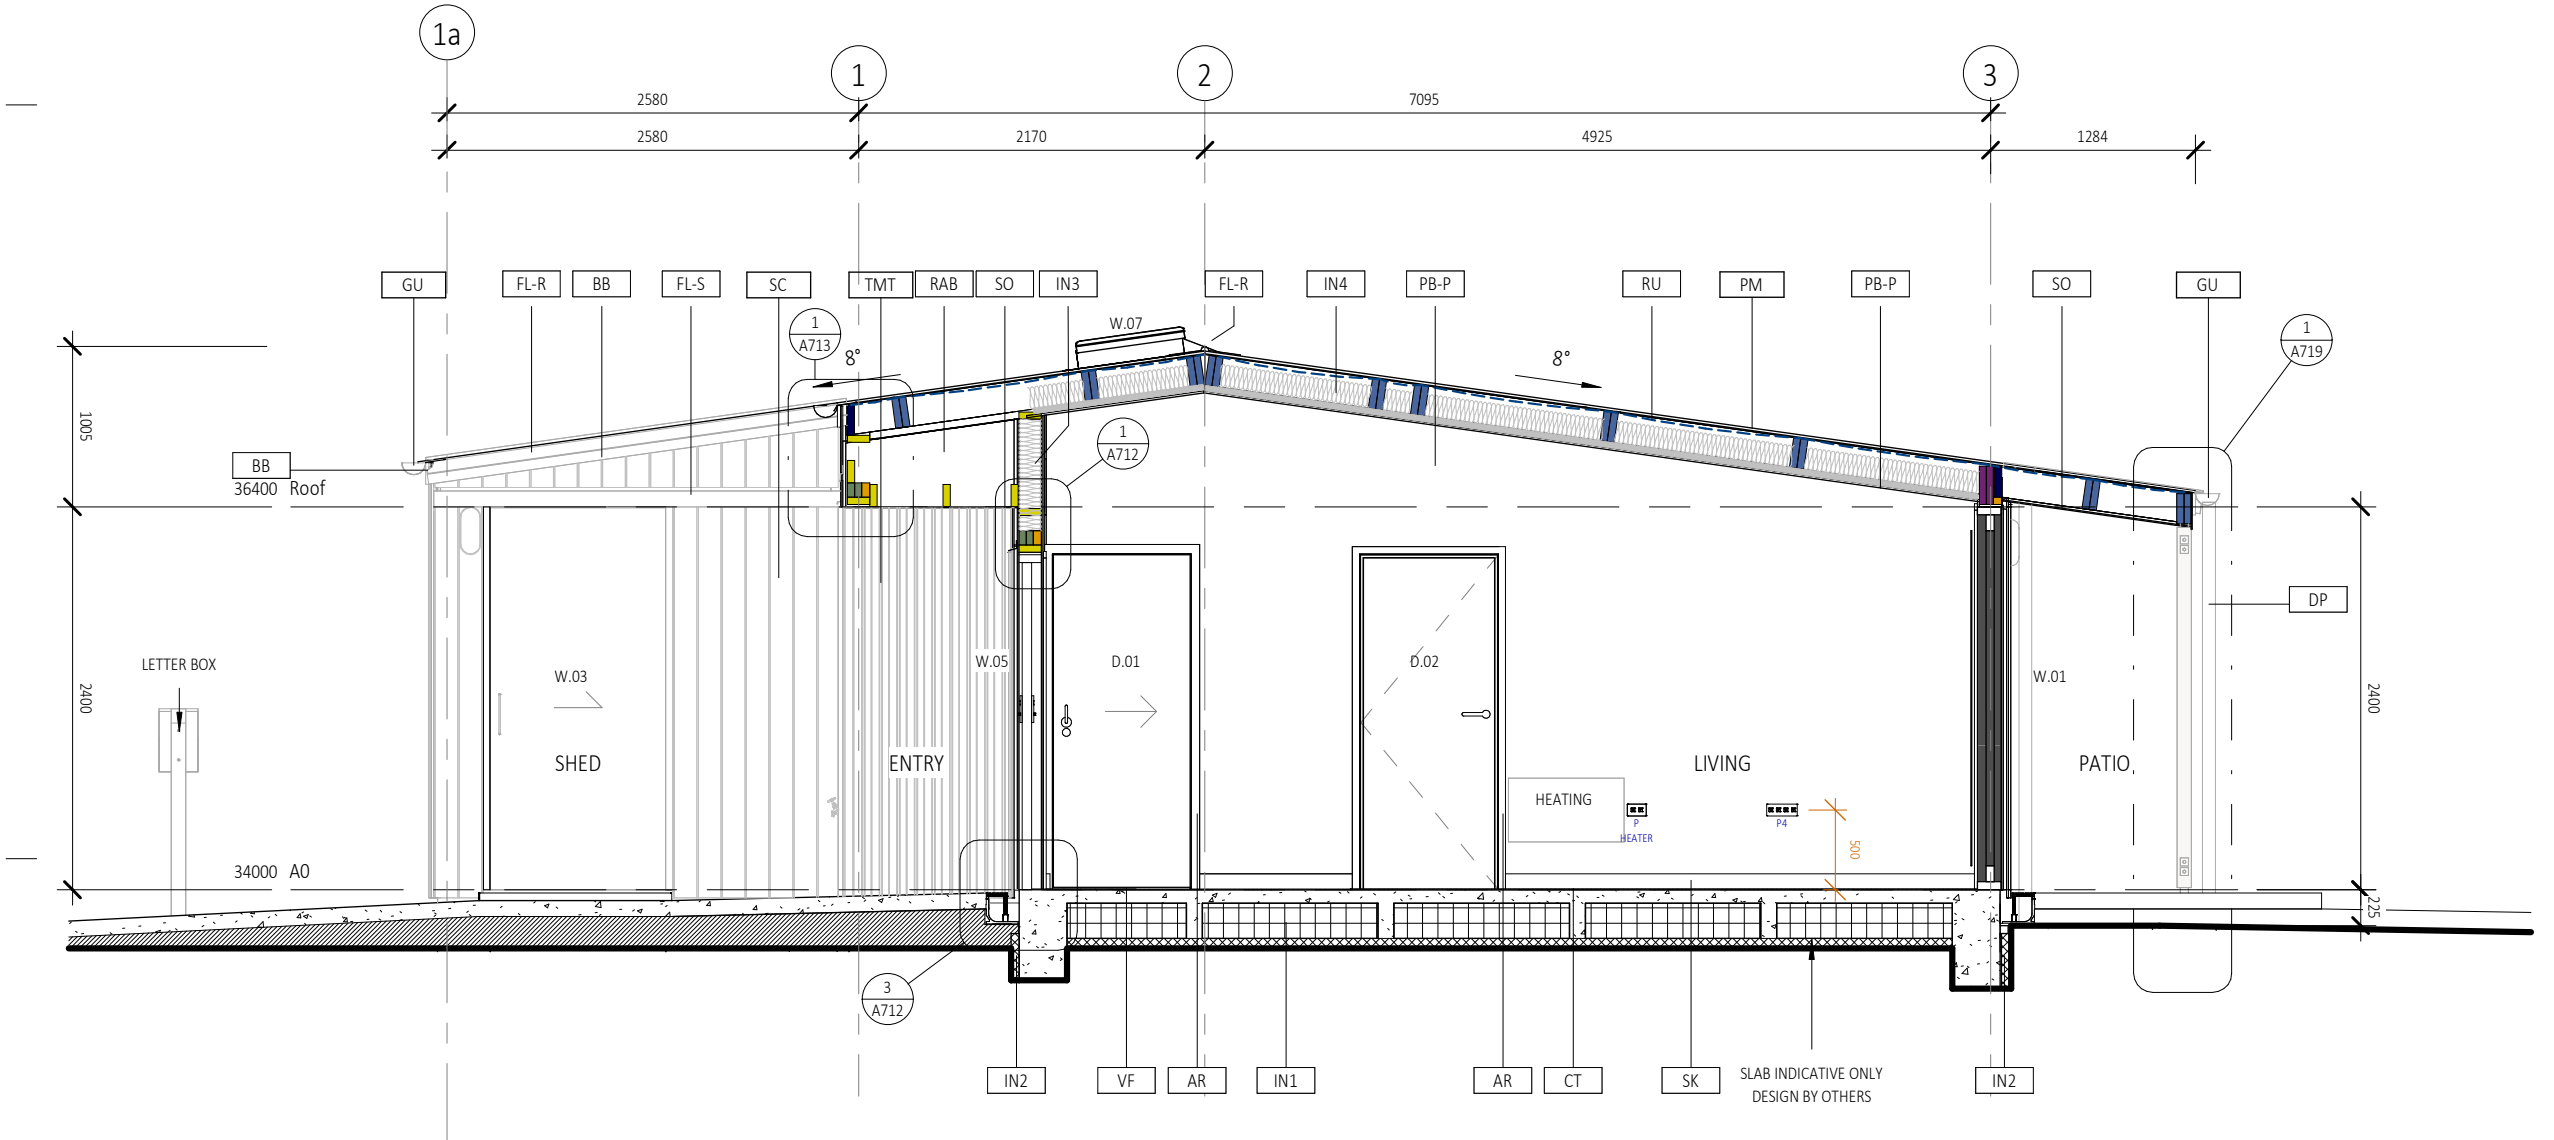 1a
1
2
3
2580
7095
2580
2170
4925
1284
GU
FL-R
BB
FL-S
SC
TMT
RAB
SO
IN3
FL-R
IN4
PB-P
RU
PM
PB-P
SO
GU
1
A713
W.07
1
A719
8°
8°
1005
1
A712
BB
36400 Roof
DP
LETTER BOX
W.03
W.05
D.01
D.02
W.01
2400
2400
SHED
ENTRY
LIVING
PATIO
HEATING
P
HEATER
P4
500
34000 A0
225
3
A712
IN2
VF
AR
IN1
AR
CT
SK
SLAB INDICATIVE ONLY
DESIGN BY OTHERS
IN2